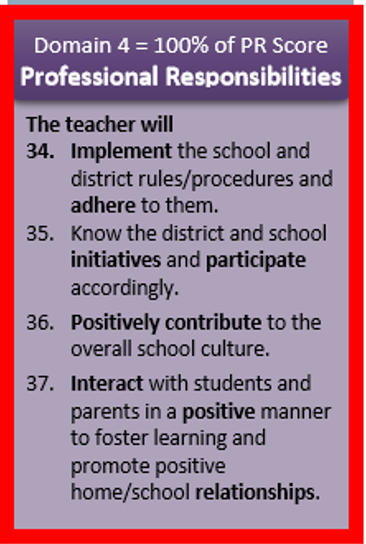 Domain 4 = 100% of PR Score
Professional Responsibilities
The teacher will
34. Implement the school and
district rules/procedures and
adhere to them.
35. Know the district and school
initiatives and participate
accordingly.
36. Positively contribute to the
overall school culture.
37. Interact with students and
parents in a positive manner
to foster learning and
promote positive
home/school relationships.